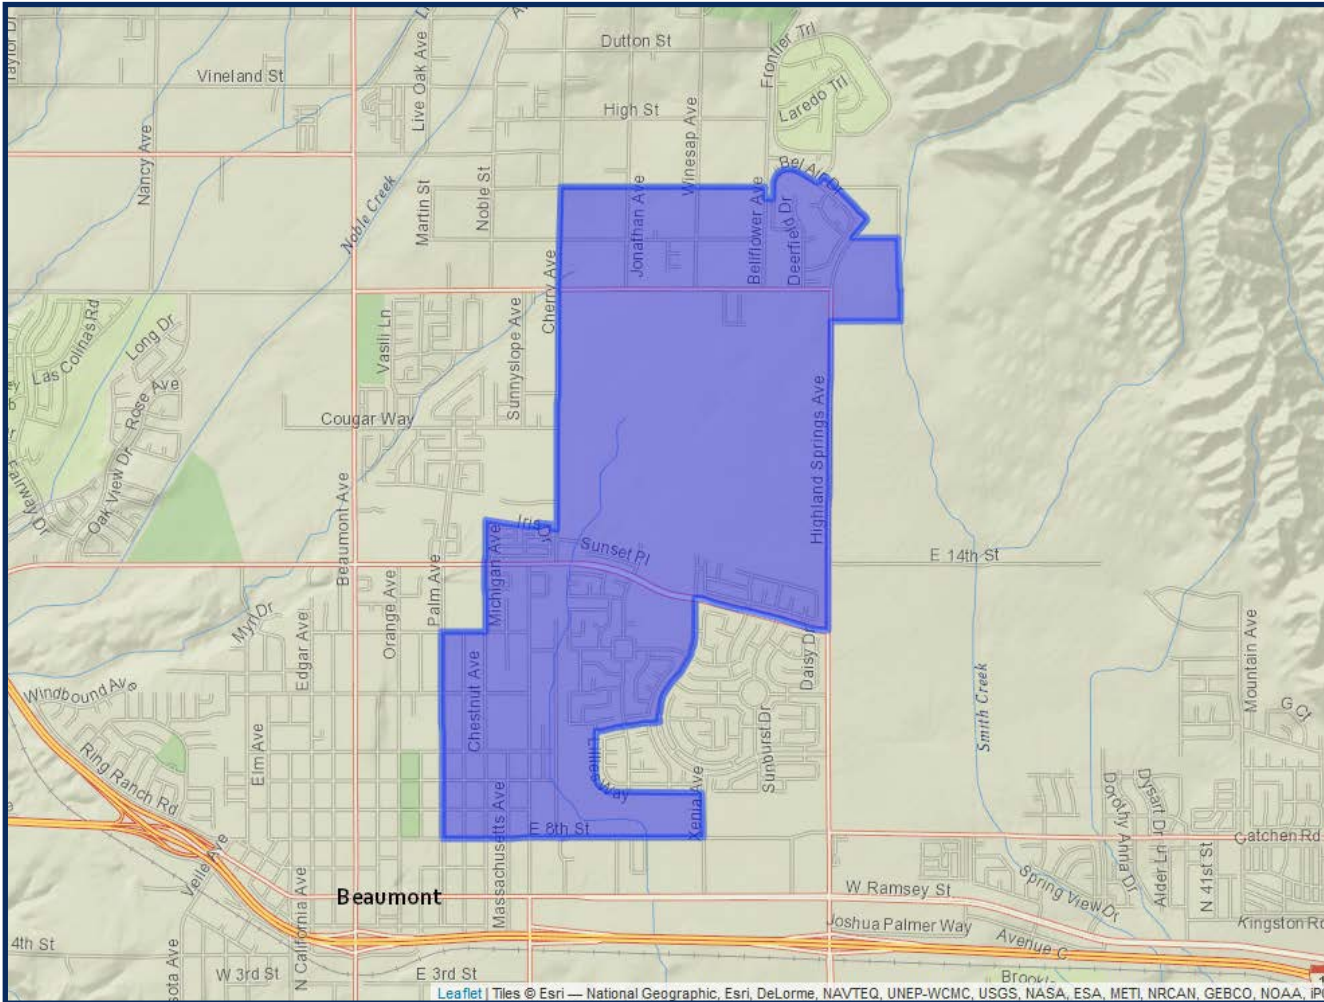 Dutton St
Frontier Trl
Vineland St
Live Oak Ave
Laredo Trl
High St
Winesap Ave
Nancy Ave
Noble Creek
Martin St
Noble St
Bel Air Dr
Jonathan Ave
Bellflower Ave
Deerfield Dr
Cherry Ave
Las Colinas Rd
Long Dr
Vasili Ln
Sunnyslope Ave
Rose Ave
Cougar Way
Highland Springs Ave
Oak View Dr
Fairway Dr
Beaumont Ave
Iris
Sunset Pl
E 14th St
Palm Ave
Michigan Ave
Orange Ave
Myrl Dr
Edgar Ave
Daisy Dr
Mountain Ave
Smith Creek
Windbound Ave
Chestnut Ave
G Ct
Elm Ave
Lilies Way
Sunburst Dr
Ring Ranch Rd
Massachusetts Ave
Xenia Ave
E 8th St
Dorothy Anna Dr
Dysart Dr
Alder Ln
Gatchen Rd
N 41st St
Veile Ave
Beaumont
W Ramsey St
Spring View Dr
N California Ave
Joshua Palmer Way
Kingston Rd
Avenue C
4th St
W 3rd St
E 3rd St
Leaflet | Tiles © Esri — National Geographic, Esri, DeLorme, NAVTEQ, UNEP-WCMC, USGS, NASA, ESA, METI, NRCAN, GEBCO, NOAA, iPC